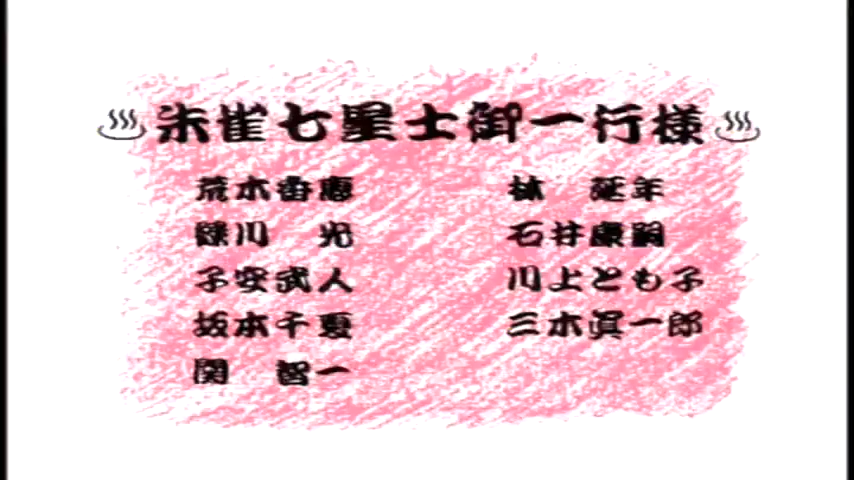 ♨朱雀七星士御一行様♨
荒木香恵
緑川　光
子安武人
坂本千夏
関　智一
林　延年
石井康嗣
川上とも子
三木眞一郎